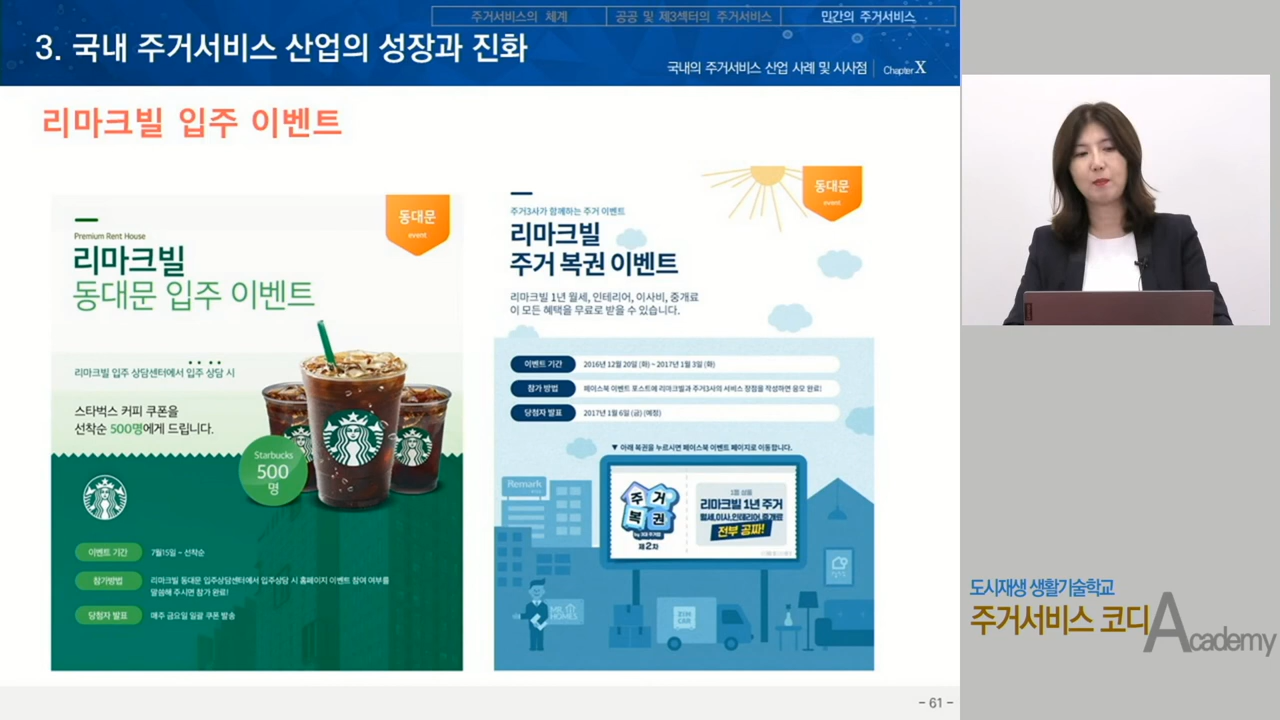 주거서비스의 체계
공공 및 제3섹터의 주거서비스
민간의 주거서비스
3. 국내 주거서비스 산업의 성장과 진화
국내의 주거서비스 산업 사례 및 시사점
Chapter X
리마크빌 입주 이벤트
동대문
event
Premium Rent House
리마크빌
동대문 입주 이벤트
리마크빌 입주 상담센터에서 입주 상담 시
스타벅스 커피 쿠폰을
선착순 500명에게 드립니다.
Starbucks
500
명
이벤트 기간
7월15일 ~ 선착순
참가방법
리마크빌 동대문 입주상담센터에서 입주상담 시 홈페이지 이벤트 참여 여부를
말씀해 주시면 참가 완료!
당첨자 발표
매주 금요일 일괄 쿠폰 발송
동대문
event
주거3사가 함께하는 주거 이벤트
리마크빌
주거 복권 이벤트
리마크빌 1년 월세, 인테리어, 이사비, 중개료
이 모든 혜택을 무료로 받을 수 있습니다.
이벤트 기간
2016년 12월 20일 (화) ~ 2017년 1월 3일 (화)
참가 방법
페이스북 이벤트 포스트에 리마크빌과 주거3사의 서비스 장점을 작성하면 응모 완료!
당첨자 발표
2017년 1월 6일 (금) (예정)
▼ 아래 복권을 누르시면 페이스북 이벤트 페이지로 이동합니다.
Remark
주거
복권
제2차
1등 상품
리마크빌 1년 주거
월세,이사,인테리어,중개료
전부 공짜!
MR.
HOMES
ZIM
CAR
- 61 -
도시재생 생활기술학교
주거서비스 코디
Academy